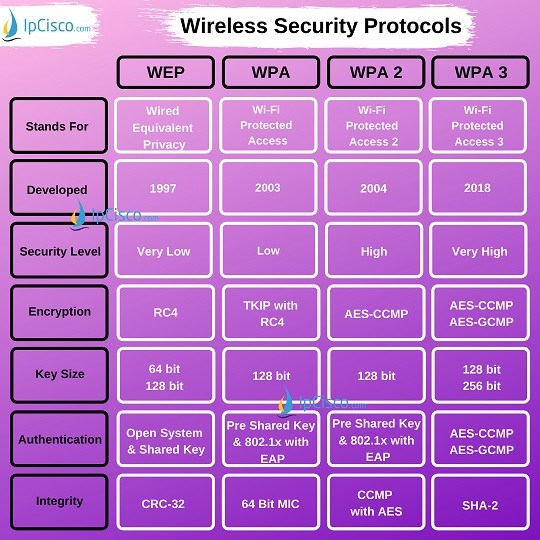 IpCisco.com
Wireless Security Protocols
WEP WPA WPA 2 WPA 3
Stands For
Wired
Equivalent
Privacy
Wi-Fi
Protected
Access
Wi-Fi
Protected
Access 2
Wi-Fi
Protected
Access 3
Developed 1997 2003 2004 2018
IpCisco.com
Security Level Very Low Low High Very High
Encryption
RC4
TKIP with
RC4
AES-CCMP
AES-CCMP
AES-GCMP
Key Size
64 bit
128 bit
128 bit
128 bit
128 bit
256 bit
IpCisco.com
Authentication
Open System
& Shared Key
Pre Shared Key
& 802.1x with
EAP
Pre Shared Key
& 802.1x with
EAP
AES-CCMP
AES-GCMP
Integrity
CRC-32
64 Bit MIC
CCMP
with AES
SHA-2